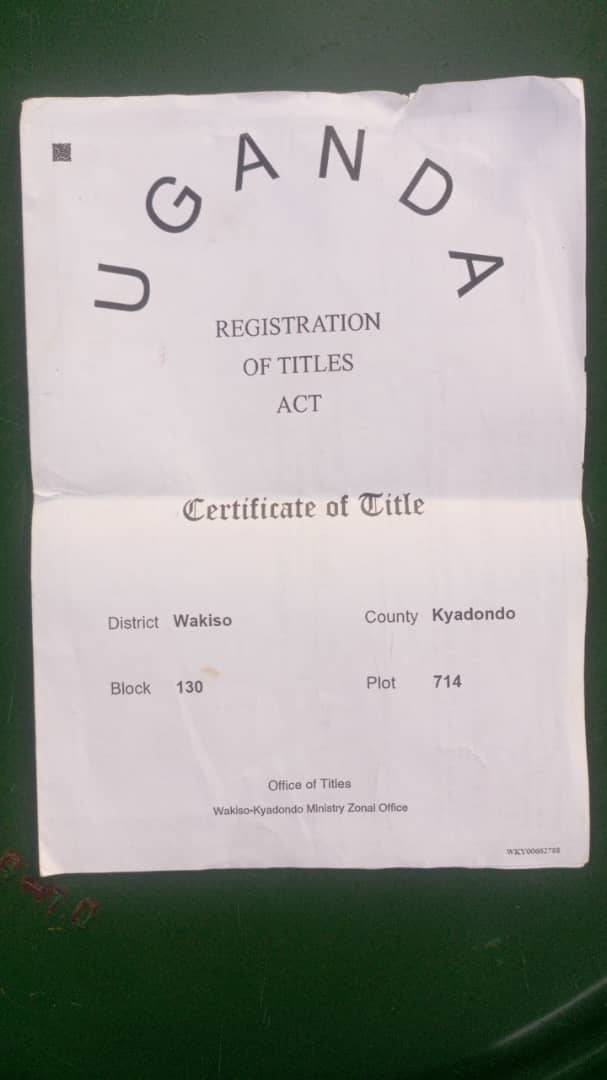 UGANDA
REGISTRATION
OF TITLES
ACT
Certificate of Title
District Wakiso County Kyadondo
Block 130 Plot 714
Office of Titles
Wakiso-Kyadondo Ministry Zonal Office